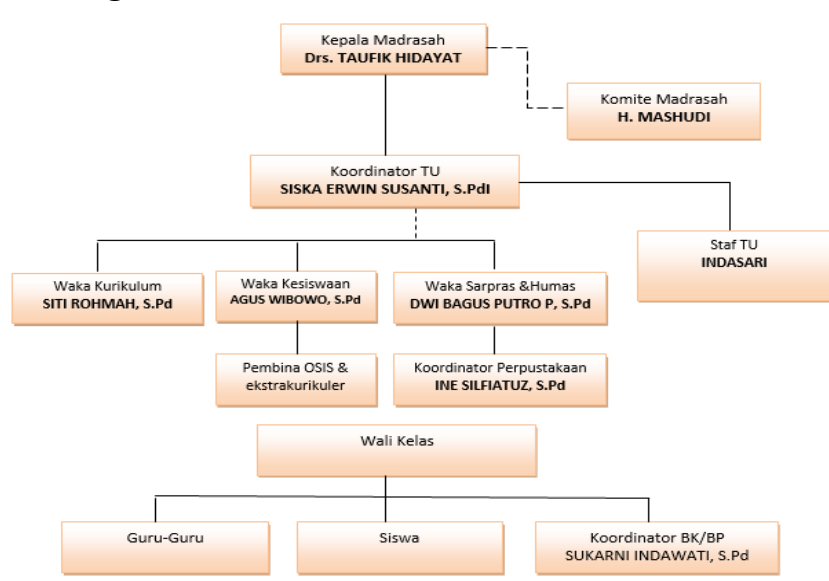 Kepala Madrasah
Drs. TAUFIK HIDAYAT
Komite Madrasah
H. MASHUDI
Koordinator TU
SISKA ERWIN SUSANTI, S.PdI
Staf TU
INDASARI
Waka Kurikulum
SITI ROHMAH, S.Pd
Waka Kesiswaan
AGUS WIBOWO, S.Pd
Waka Sarpras &Humas
DWI BAGUS PUTRO P, S.Pd
Pembina OSIS &
ekstrakurikuler
Koordinator Perpustakaan
INE SILFIATUZ, S.Pd
Wali Kelas
Guru-Guru
Siswa
Koordinator BK/BP
SUKARNI INDAWATI, S.Pd